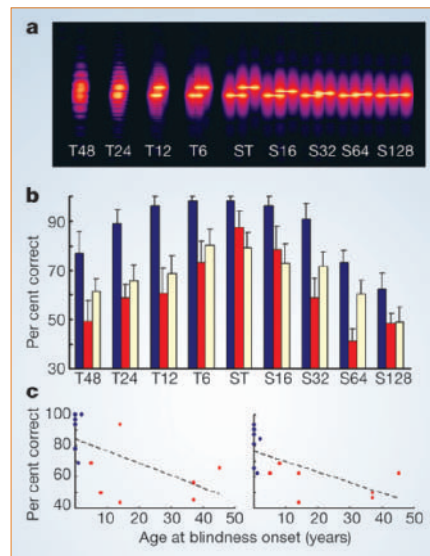 a
T48 T24 T12 T6 ST S16 S32 S64 S128
b
Per cent correct
90
70
50
30
T48 T24 T12 T6 ST S16 S32 S64 S128
c
Per cent correct
100
80
60
40
0 10 20 30 40 50 0 10 20 30 40 50
Age at blindness onset (years)